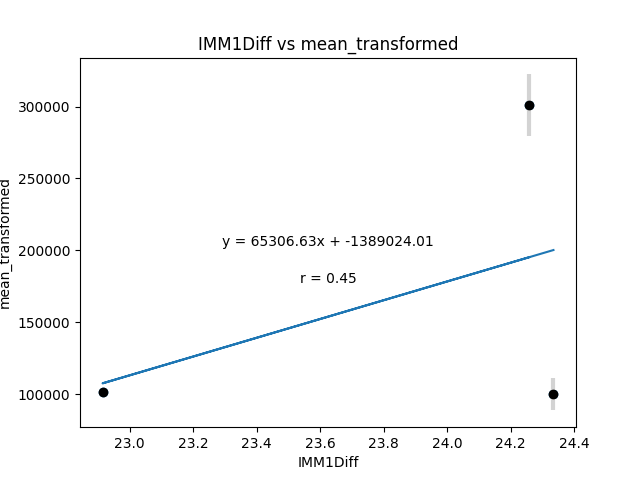 IMM1Diff vs mean_transformed
300000
250000
200000
150000
100000
mean_transformed
y = 65306.63x + -1389024.01
r = 0.45
23.0 23.2 23.4 23.6 23.8 24.0 24.2 24.4
IMM1Diff